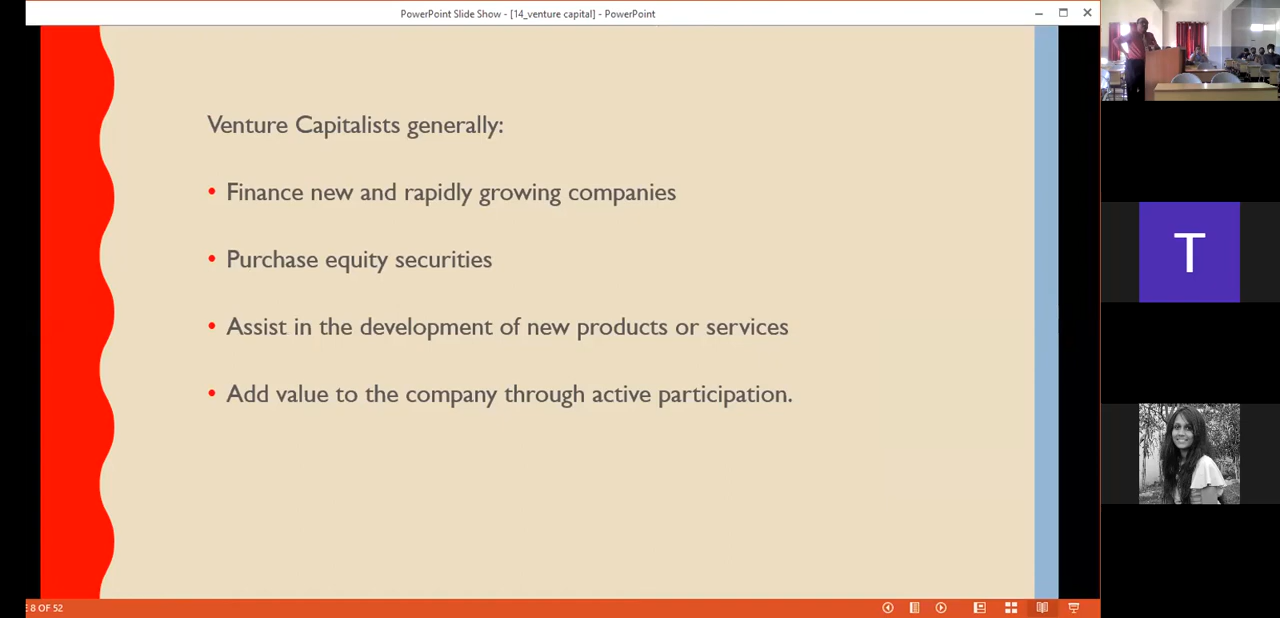 PowerPoint Slide Show - [14_venture capital] - PowerPoint
Venture Capitalists generally:
• Finance new and rapidly growing companies
• Purchase equity securities
• Assist in the development of new products or services
• Add value to the company through active participation.
T
8 OF 52